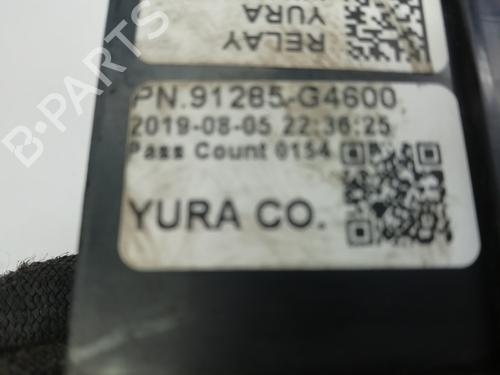 RELAY
YURA
PN.91285-G4600
2019-08-05 22:36:25
Pass Count 0154
YURA CO.
B-PARTS